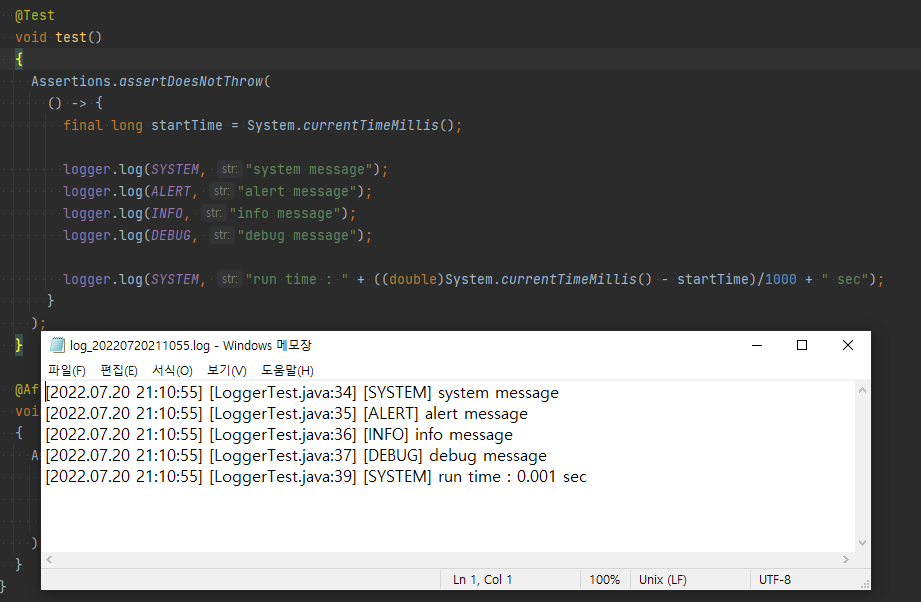 @Test
void test()
{
Assertions.assertDoesNotThrow(
() -> {
final long startTime = System.currentTimeMillis();
logger.log(SYSTEM, str: "system message");
logger.log(ALERT, str: "alert message");
logger.log(INFO, str: "info message");
logger.log(DEBUG, str: "debug message");
logger.log(SYSTEM, str: "run time : " + ((double)System.currentTimeMillis() - startTime)/1000 + " sec");
}
);
}
@Af
voi
{
A
)
}
}
log_20220720211055.log - Windows 메모장
파일(F) 편집(E) 서식(O) 보기(V) 도움말(H)
[2022.07.20 21:10:55] [LoggerTest.java:34] [SYSTEM] system message
[2022.07.20 21:10:55] [LoggerTest.java:35] [ALERT] alert message
[2022.07.20 21:10:55] [LoggerTest.java:36] [INFO] info message
[2022.07.20 21:10:55] [LoggerTest.java:37] [DEBUG] debug message
[2022.07.20 21:10:55] [LoggerTest.java:39] [SYSTEM] run time : 0.001 sec
Ln 1, Col 1 100% Unix (LF) UTF-8